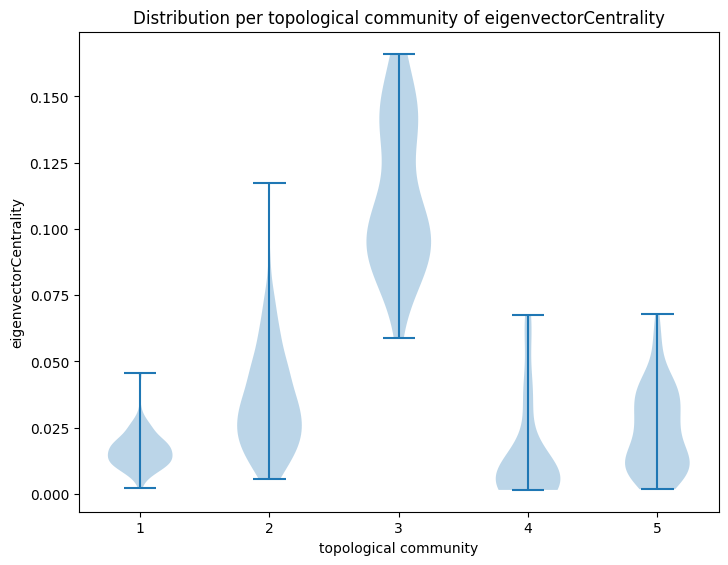 Distribution per topological community of eigenvectorCentrality
eigenvectorCentrality
0.150
0.125
0.100
0.075
0.050
0.025
0.000
1 2 3 4 5
topological community